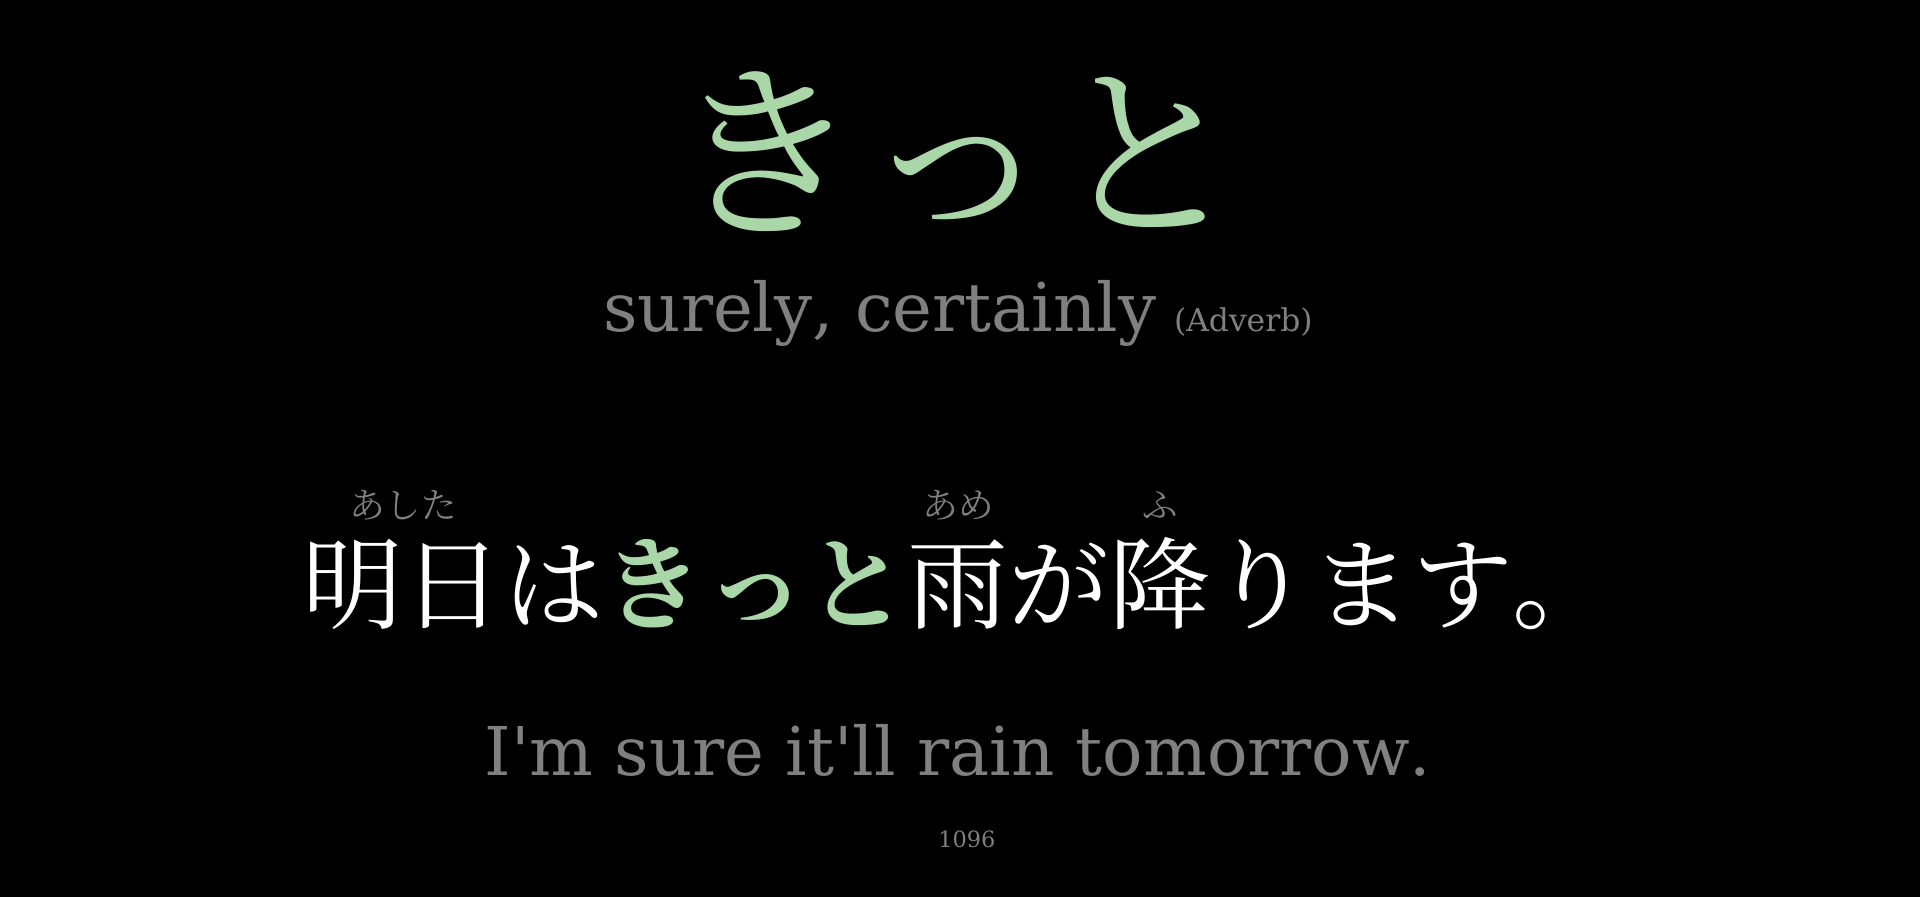 きっと
surely, certainly (Adverb)
あした あめ ふ
明日はきっと雨が降ります。
I'm sure it'll rain tomorrow.
1096